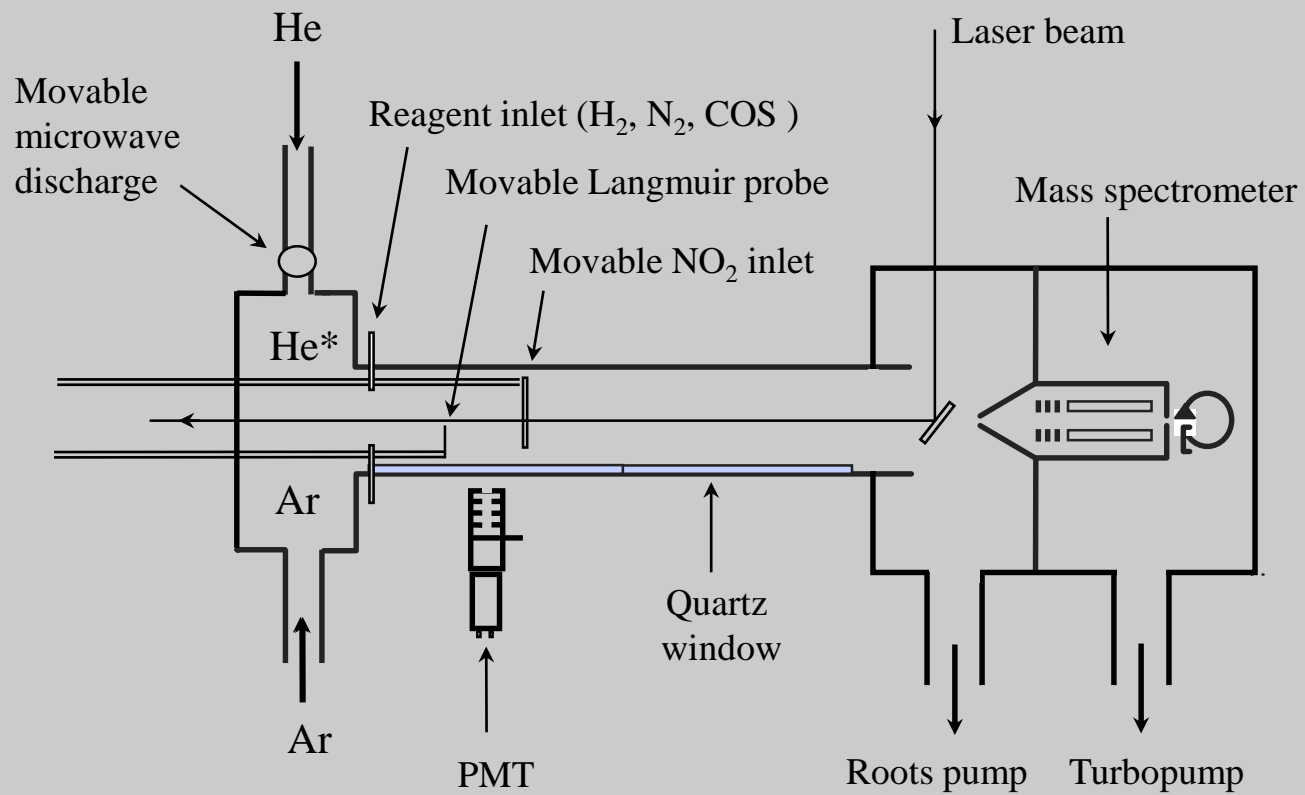 He
Laser beam
Movable
microwave
discharge
Reagent inlet (H₂, N₂, COS )
Movable Langmuir probe
Mass spectrometer
Movable NO₂ inlet
He*
Ar
Quartz
window
Ar
PMT
Roots pump
Turbopump